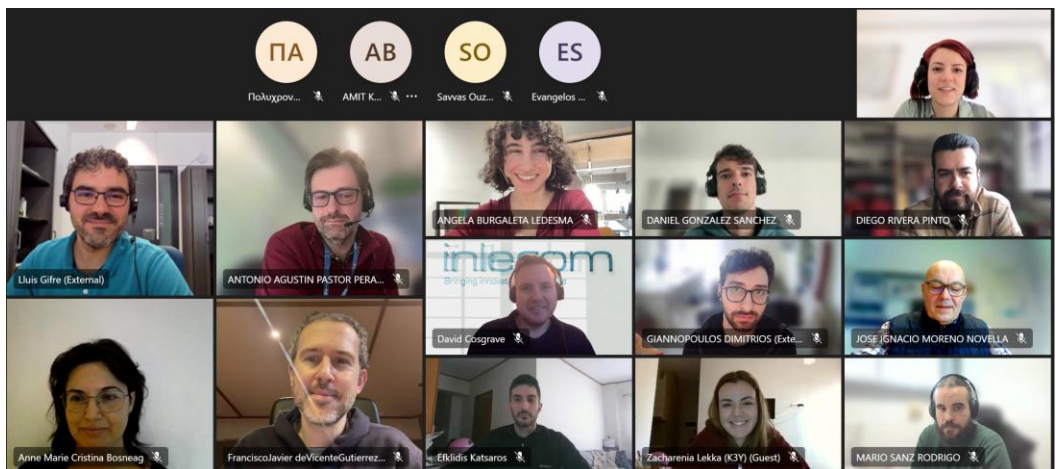 ΠΑ
AB
SO
ES
Πολυχρον...
AMIT K...
Savvas Ouz...
Evangelos ...
Lluis Gifre (External)
ANTONIO AGUSTIN PASTOR PERA...
ANGELA BURGALETA LEDESMA
DANIEL GONZALEZ SANCHEZ
DIEGO RIVERA PINTO
Bringing innovat
David Cosgrave
GIANNOPOULOS DIMITRIOS (Exte...
JOSE IGNACIO MORENO NOVELLA
Anne Marie Cristina Bosneag
FranciscoJavier deVicenteGutierrez...
Efklidis Katsaros
Zacharenia Lekka (K3Y) (Guest)
MARIO SANZ RODRIGO